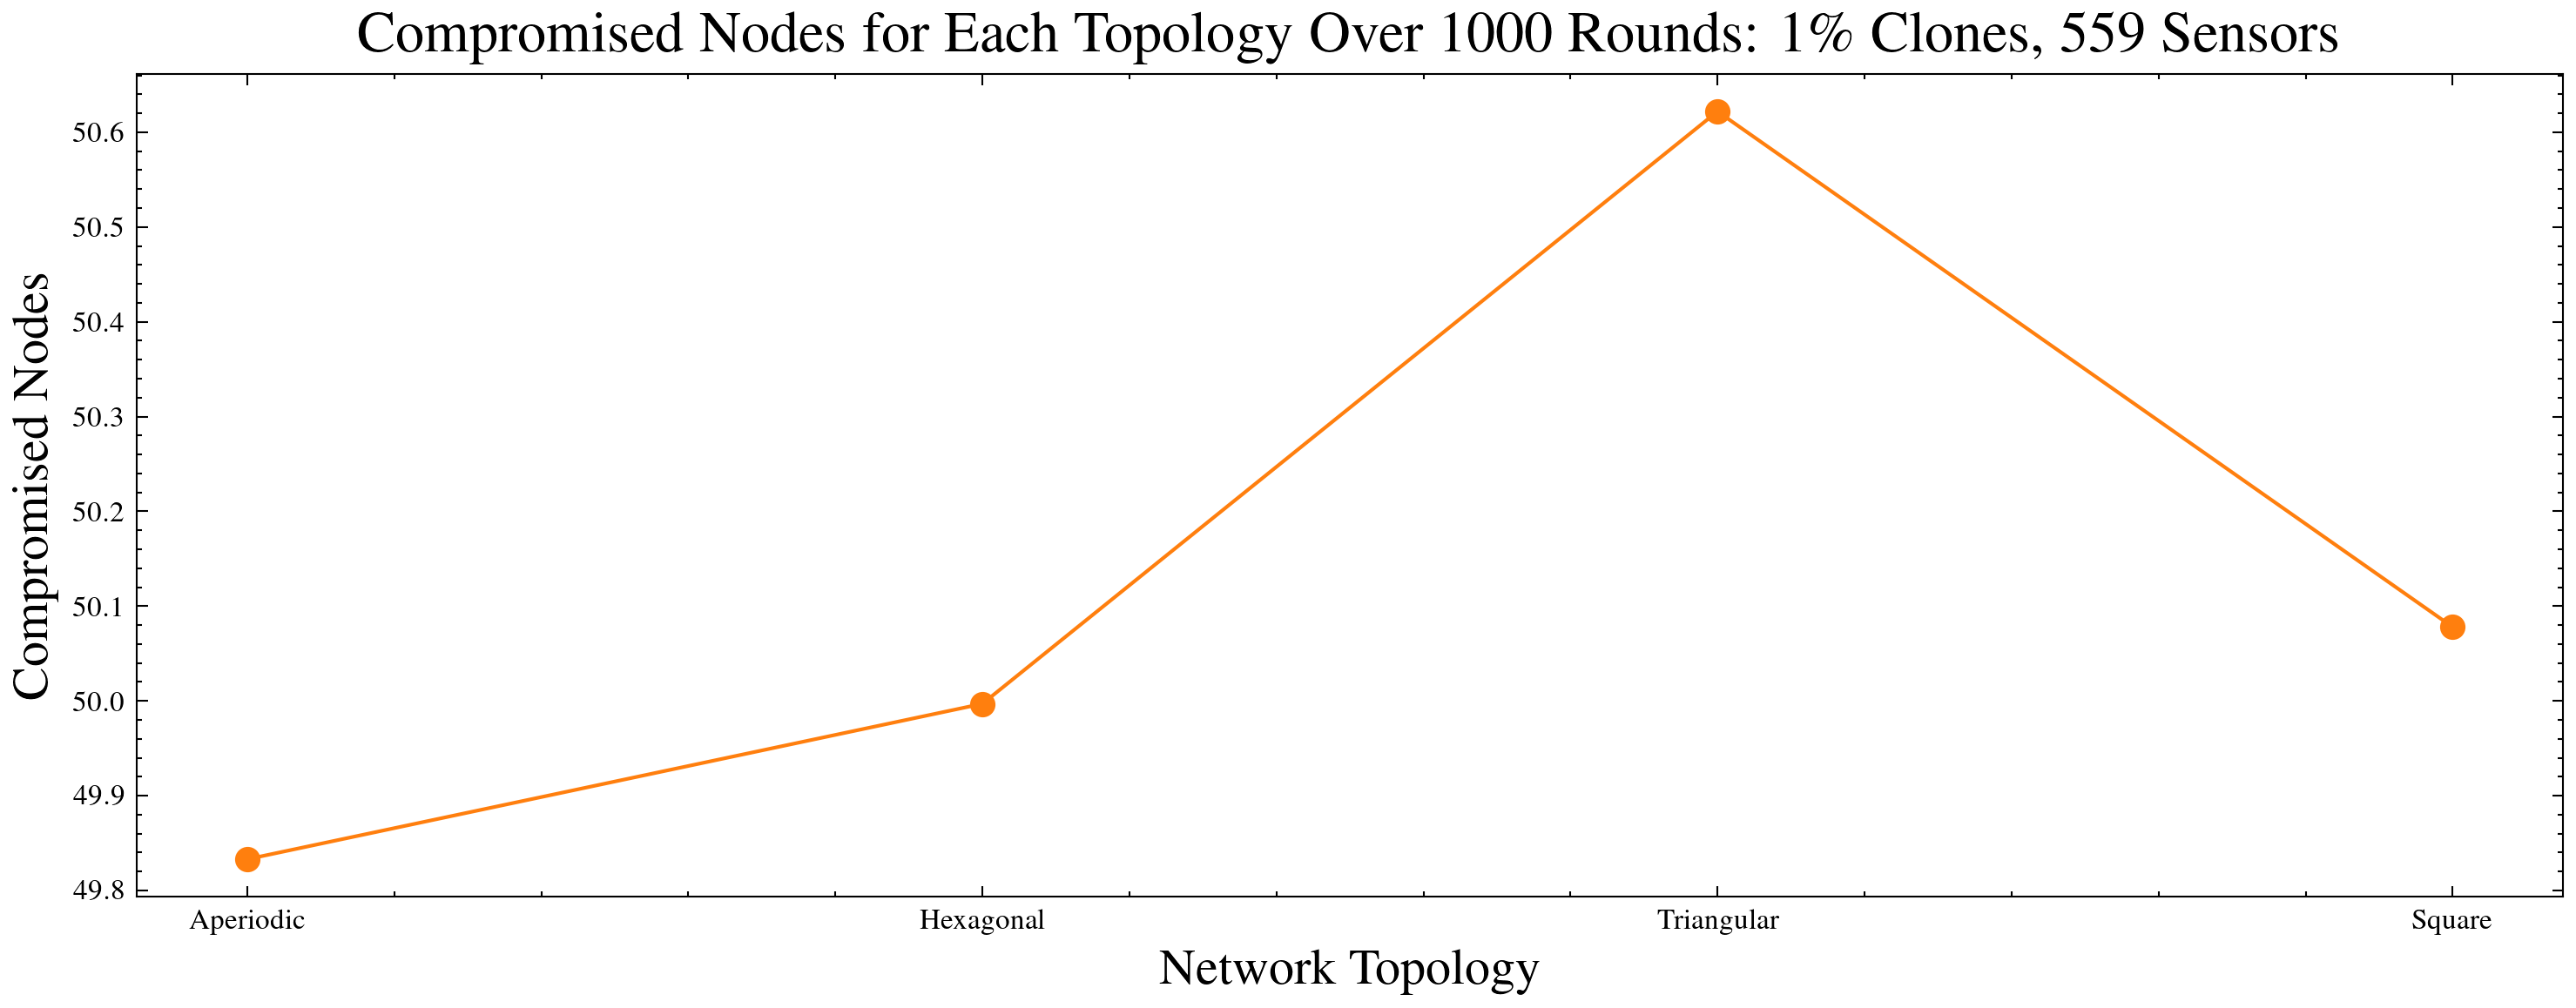 Compromised Nodes for Each Topology Over 1000 Rounds: 1% Clones, 559 Sensors
Compromised Nodes
50.6
50.5
50.4
50.3
50.2
50.1
50.0
49.9
49.8
Aperiodic Hexagonal Triangular Square
Network Topology